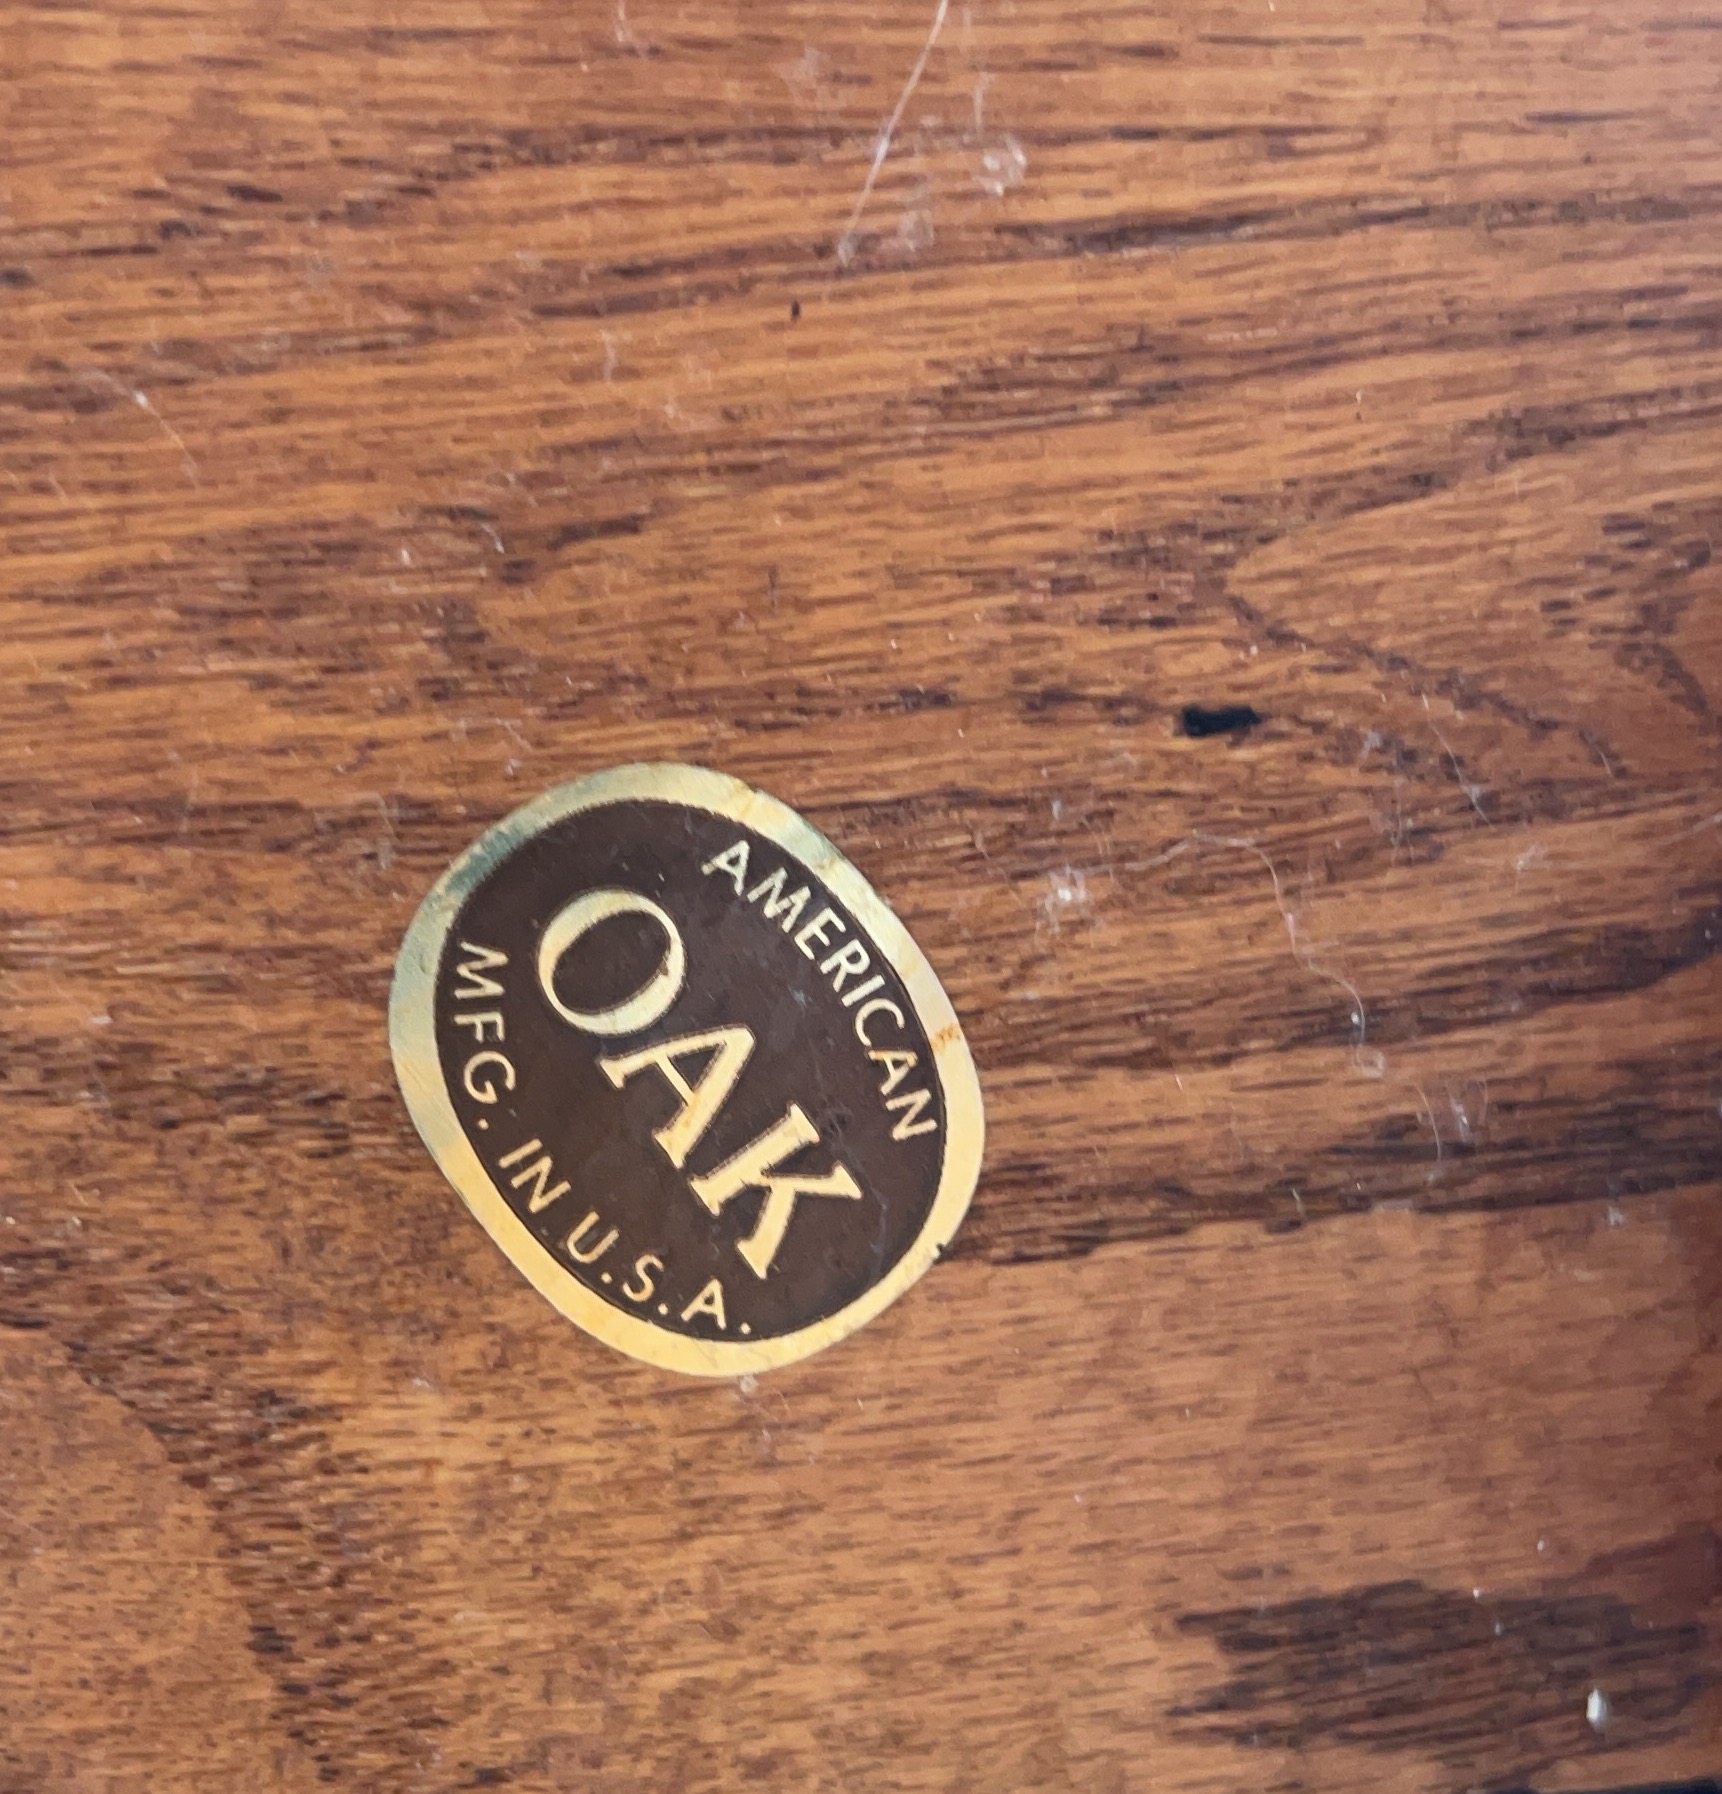 AMERICAN
OAK
MFG. IN U.S.A.